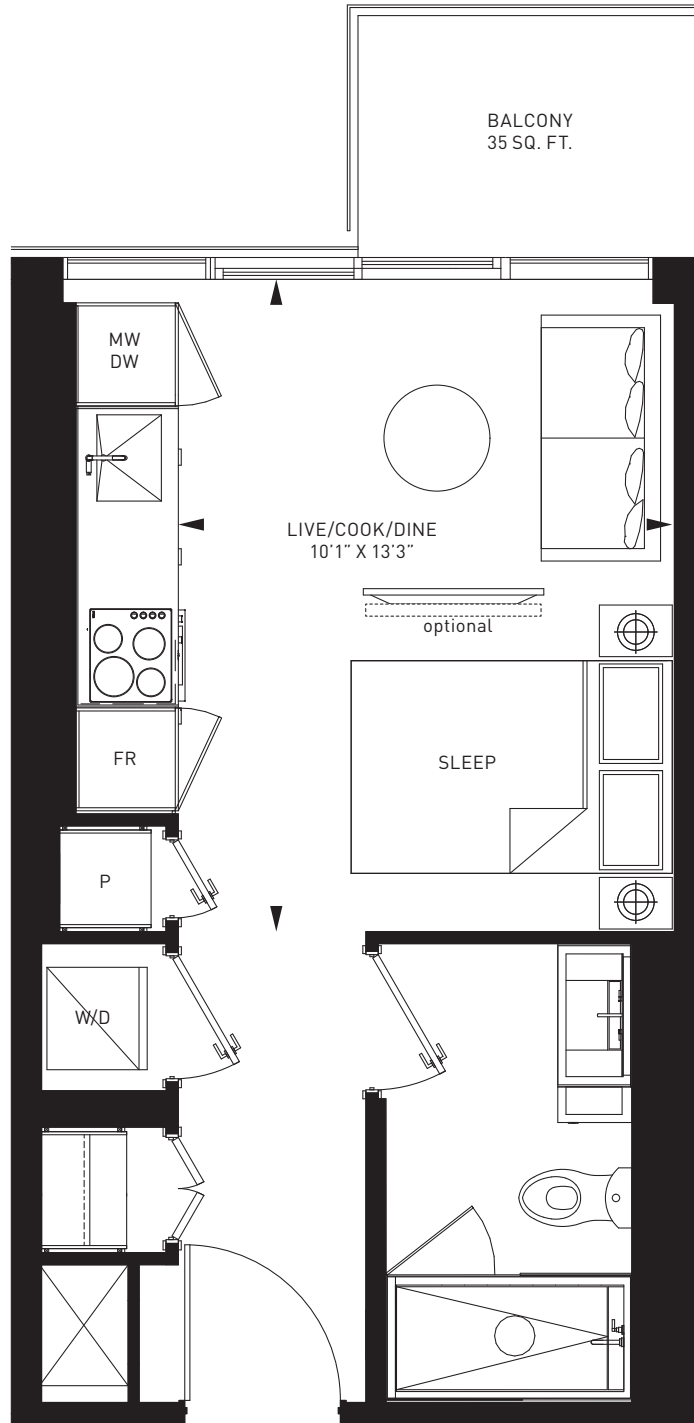 BALCONY
35 SQ. FT.
MW
DW
LIVE/COOK/DINE
10'1" X 13'3"
optional
FR
SLEEP
P
W/D